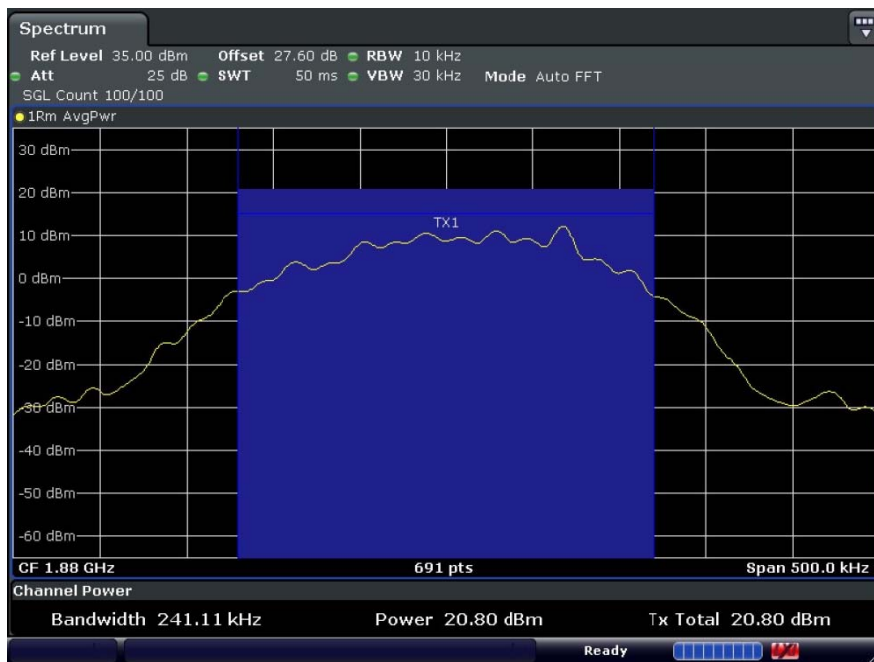 Spectrum
Ref Level 35.00 dBm Offset 27.60 dB RBW 10 kHz
Att 25 dB SWT 50 ms VBW 30 kHz Mode Auto FFT
SGL Count 100/100
1Rm AvgPwr
30 dBm
20 dBm
TX1
10 dBm
0 dBm
-10 dBm
-20 dBm
-30 dBm
-40 dBm
-50 dBm
-60 dBm
CF 1.88 GHz 691 pts Span 500.0 kHz
Channel Power
Bandwidth 241.11 kHz Power 20.80 dBm Tx Total 20.80 dBm
Ready